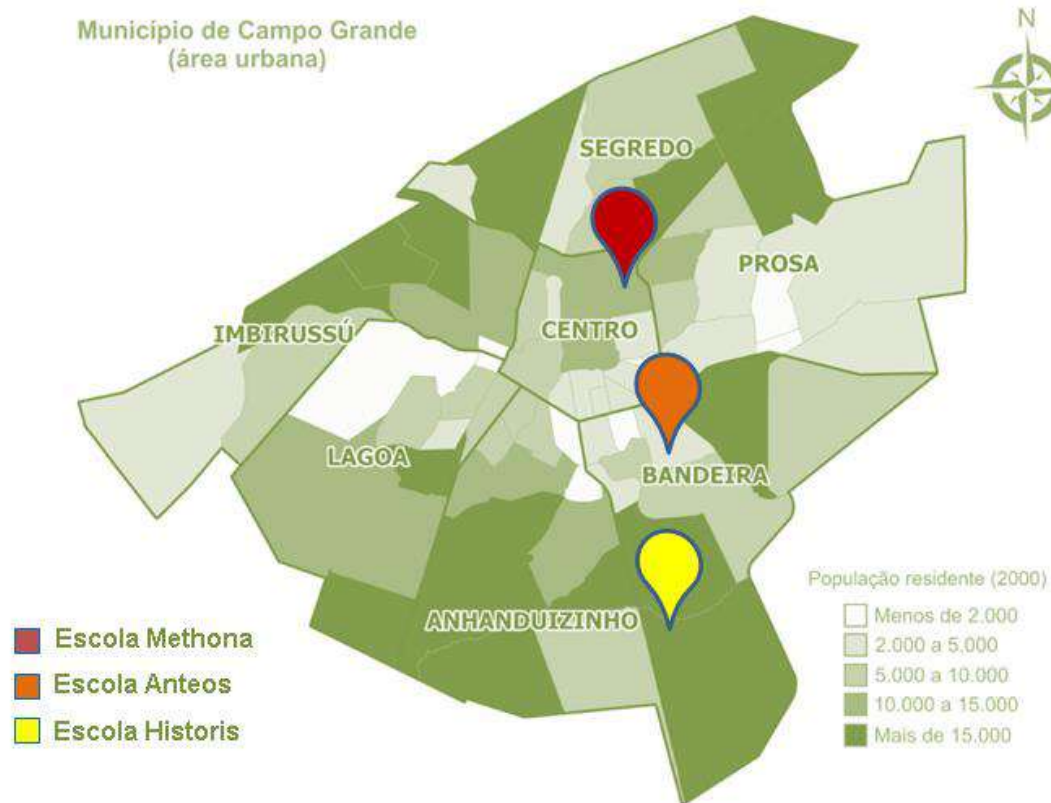 Município de Campo Grande
(área urbana)
N
SEGREDO
PROSA
CENTRO
IMBIRUSSÚ
LAGOA
BANDEIRA
ANHANDUIZINHO
Escola Methona
Escola Anteos
Escola Historis
População residente (2000)
Menos de 2.000
2.000 a 5.000
5.000 a 10.000
10.000 a 15.000
Mais de 15.000